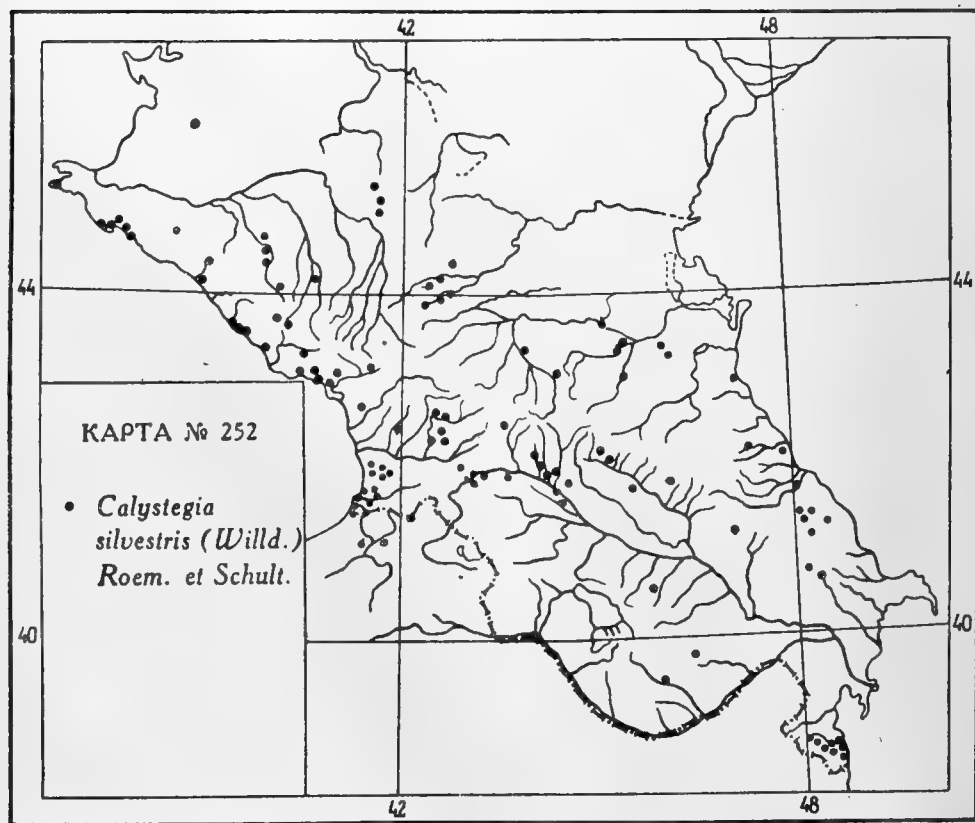 42 48
44 44
КАРТА № 252
Calystegia
silvestris (Willd.)
Roem. et Schult.
40 40
42 48